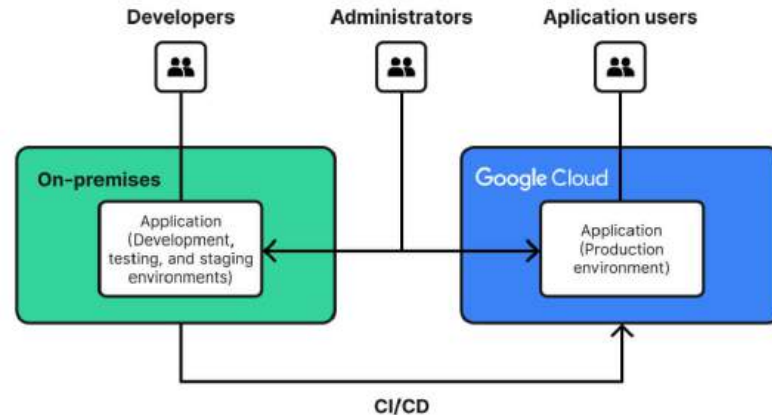 Developers
Administrators
Aplication users
On-premises
Google Cloud
Application
(Development,
testing, and staging
environments)
Application
(Production
environment)
CI/CD